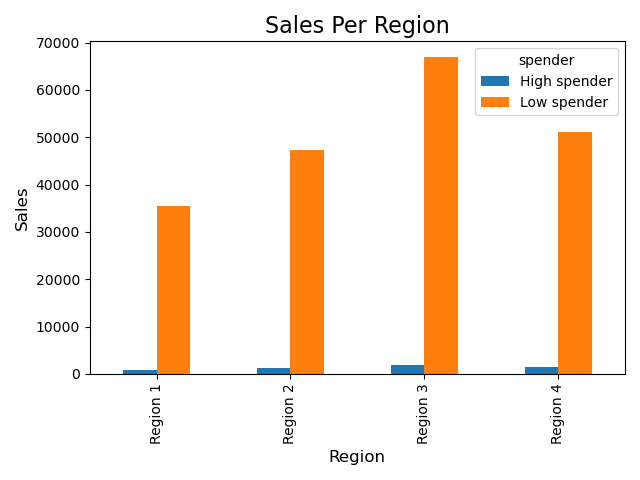 Sales Per Region
spender
High spender
Low spender
70000
60000
50000
40000
30000
20000
10000
0
Sales
Region 1
Region 2
Region 3
Region 4
Region